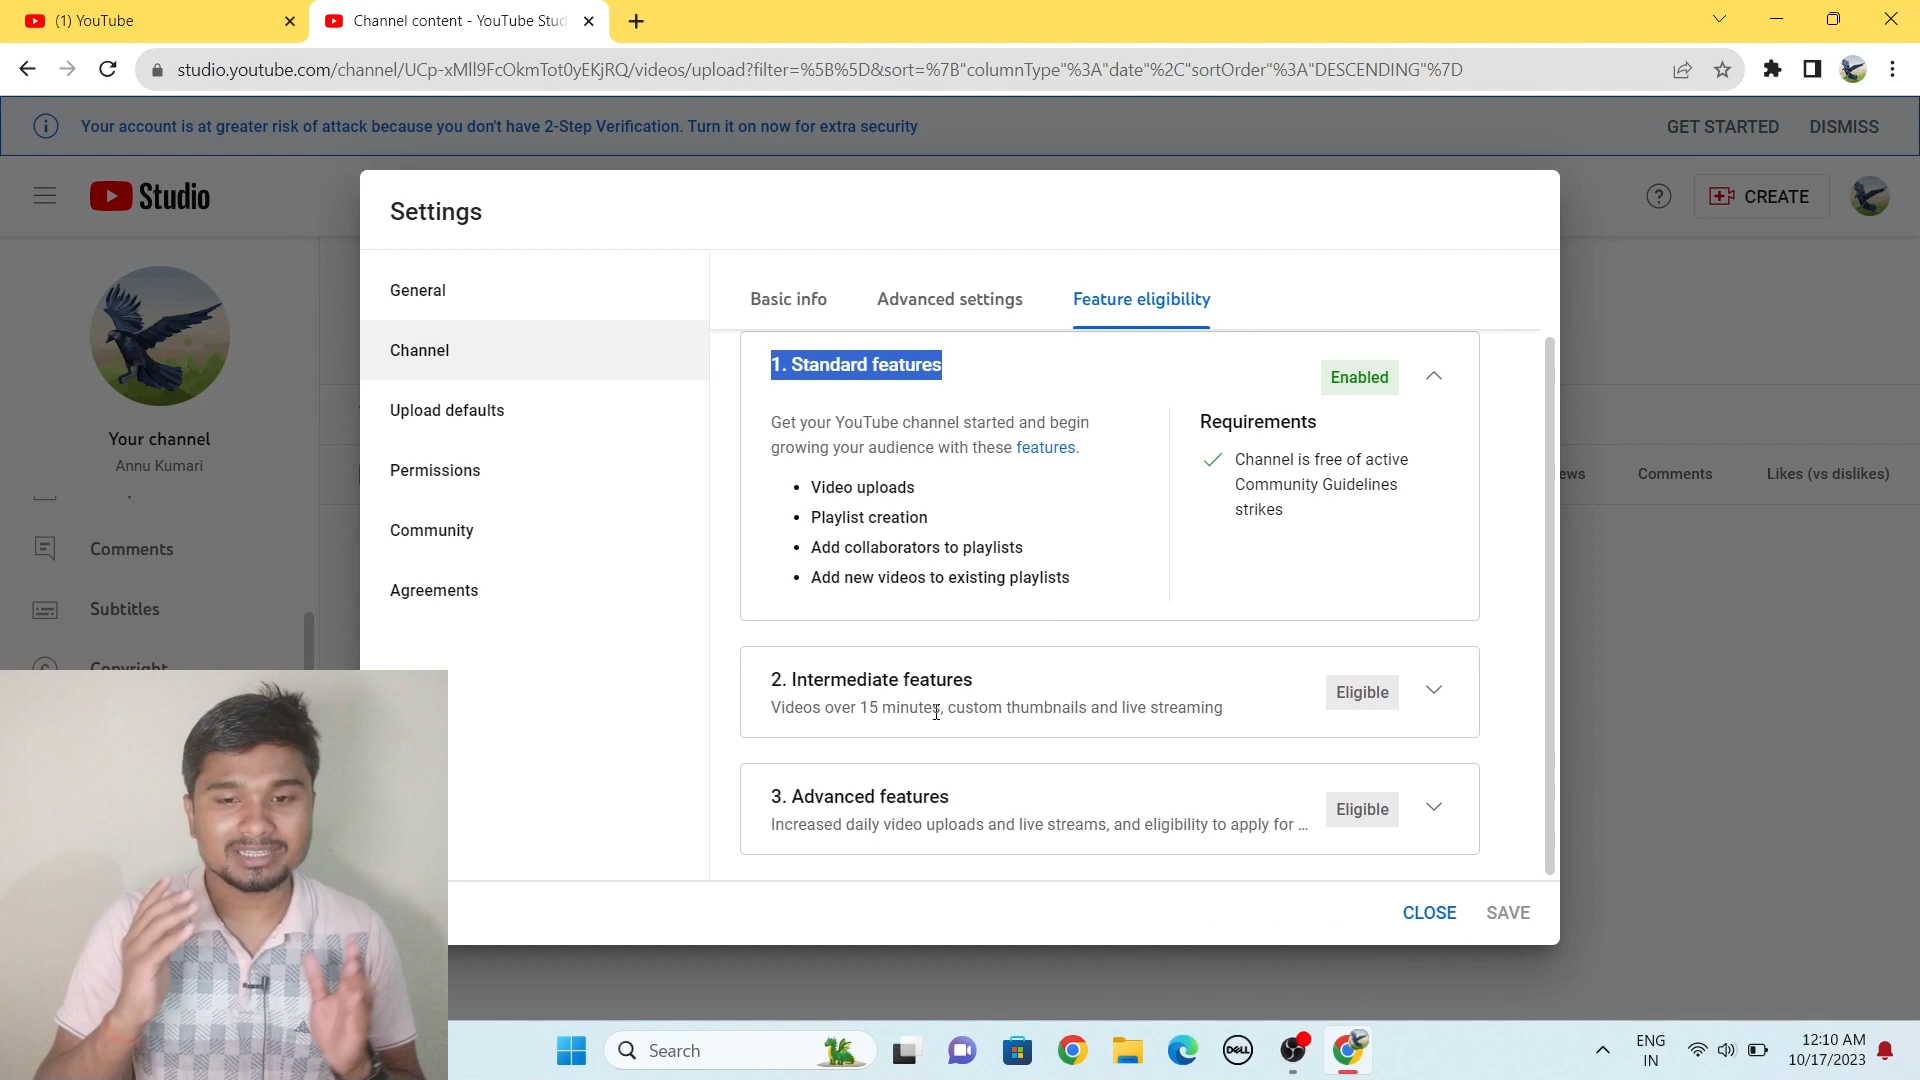 (1) YouTube
Channel content - YouTube Stud
studio.youtube.com/channel/UCp-xMll9FcOkmTot0yEKjRQ/videos/upload?filter=%5B%5D&sort=%7B"columnType"%3A"date"%2C"sortOrder"%3A"DESCENDING"%7D
Your account is at greater risk of attack because you don't have 2-Step Verification. Turn it on now for extra security
GET STARTED
DISMISS
Studio
CREATE
Your channel
Annu Kumari
Comments
Subtitles
Copyright
Settings
General
Channel
Upload defaults
Permissions
Community
Agreements
Basic info
Advanced settings
Feature eligibility
1. Standard features
Enabled
Get your YouTube channel started and begin
growing your audience with these features.
• Video uploads
• Playlist creation
• Add collaborators to playlists
• Add new videos to existing playlists
Requirements
Channel is free of active
Community Guidelines
strikes
2. Intermediate features
Videos over 15 minutes, custom thumbnails and live streaming
Eligible
3. Advanced features
Increased daily video uploads and live streams, and eligibility to apply for ...
Eligible
CLOSE
SAVE
ews
Comments
Likes (vs dislikes)
Search
DELL
ENG
IN
12:10 AM
10/17/2023